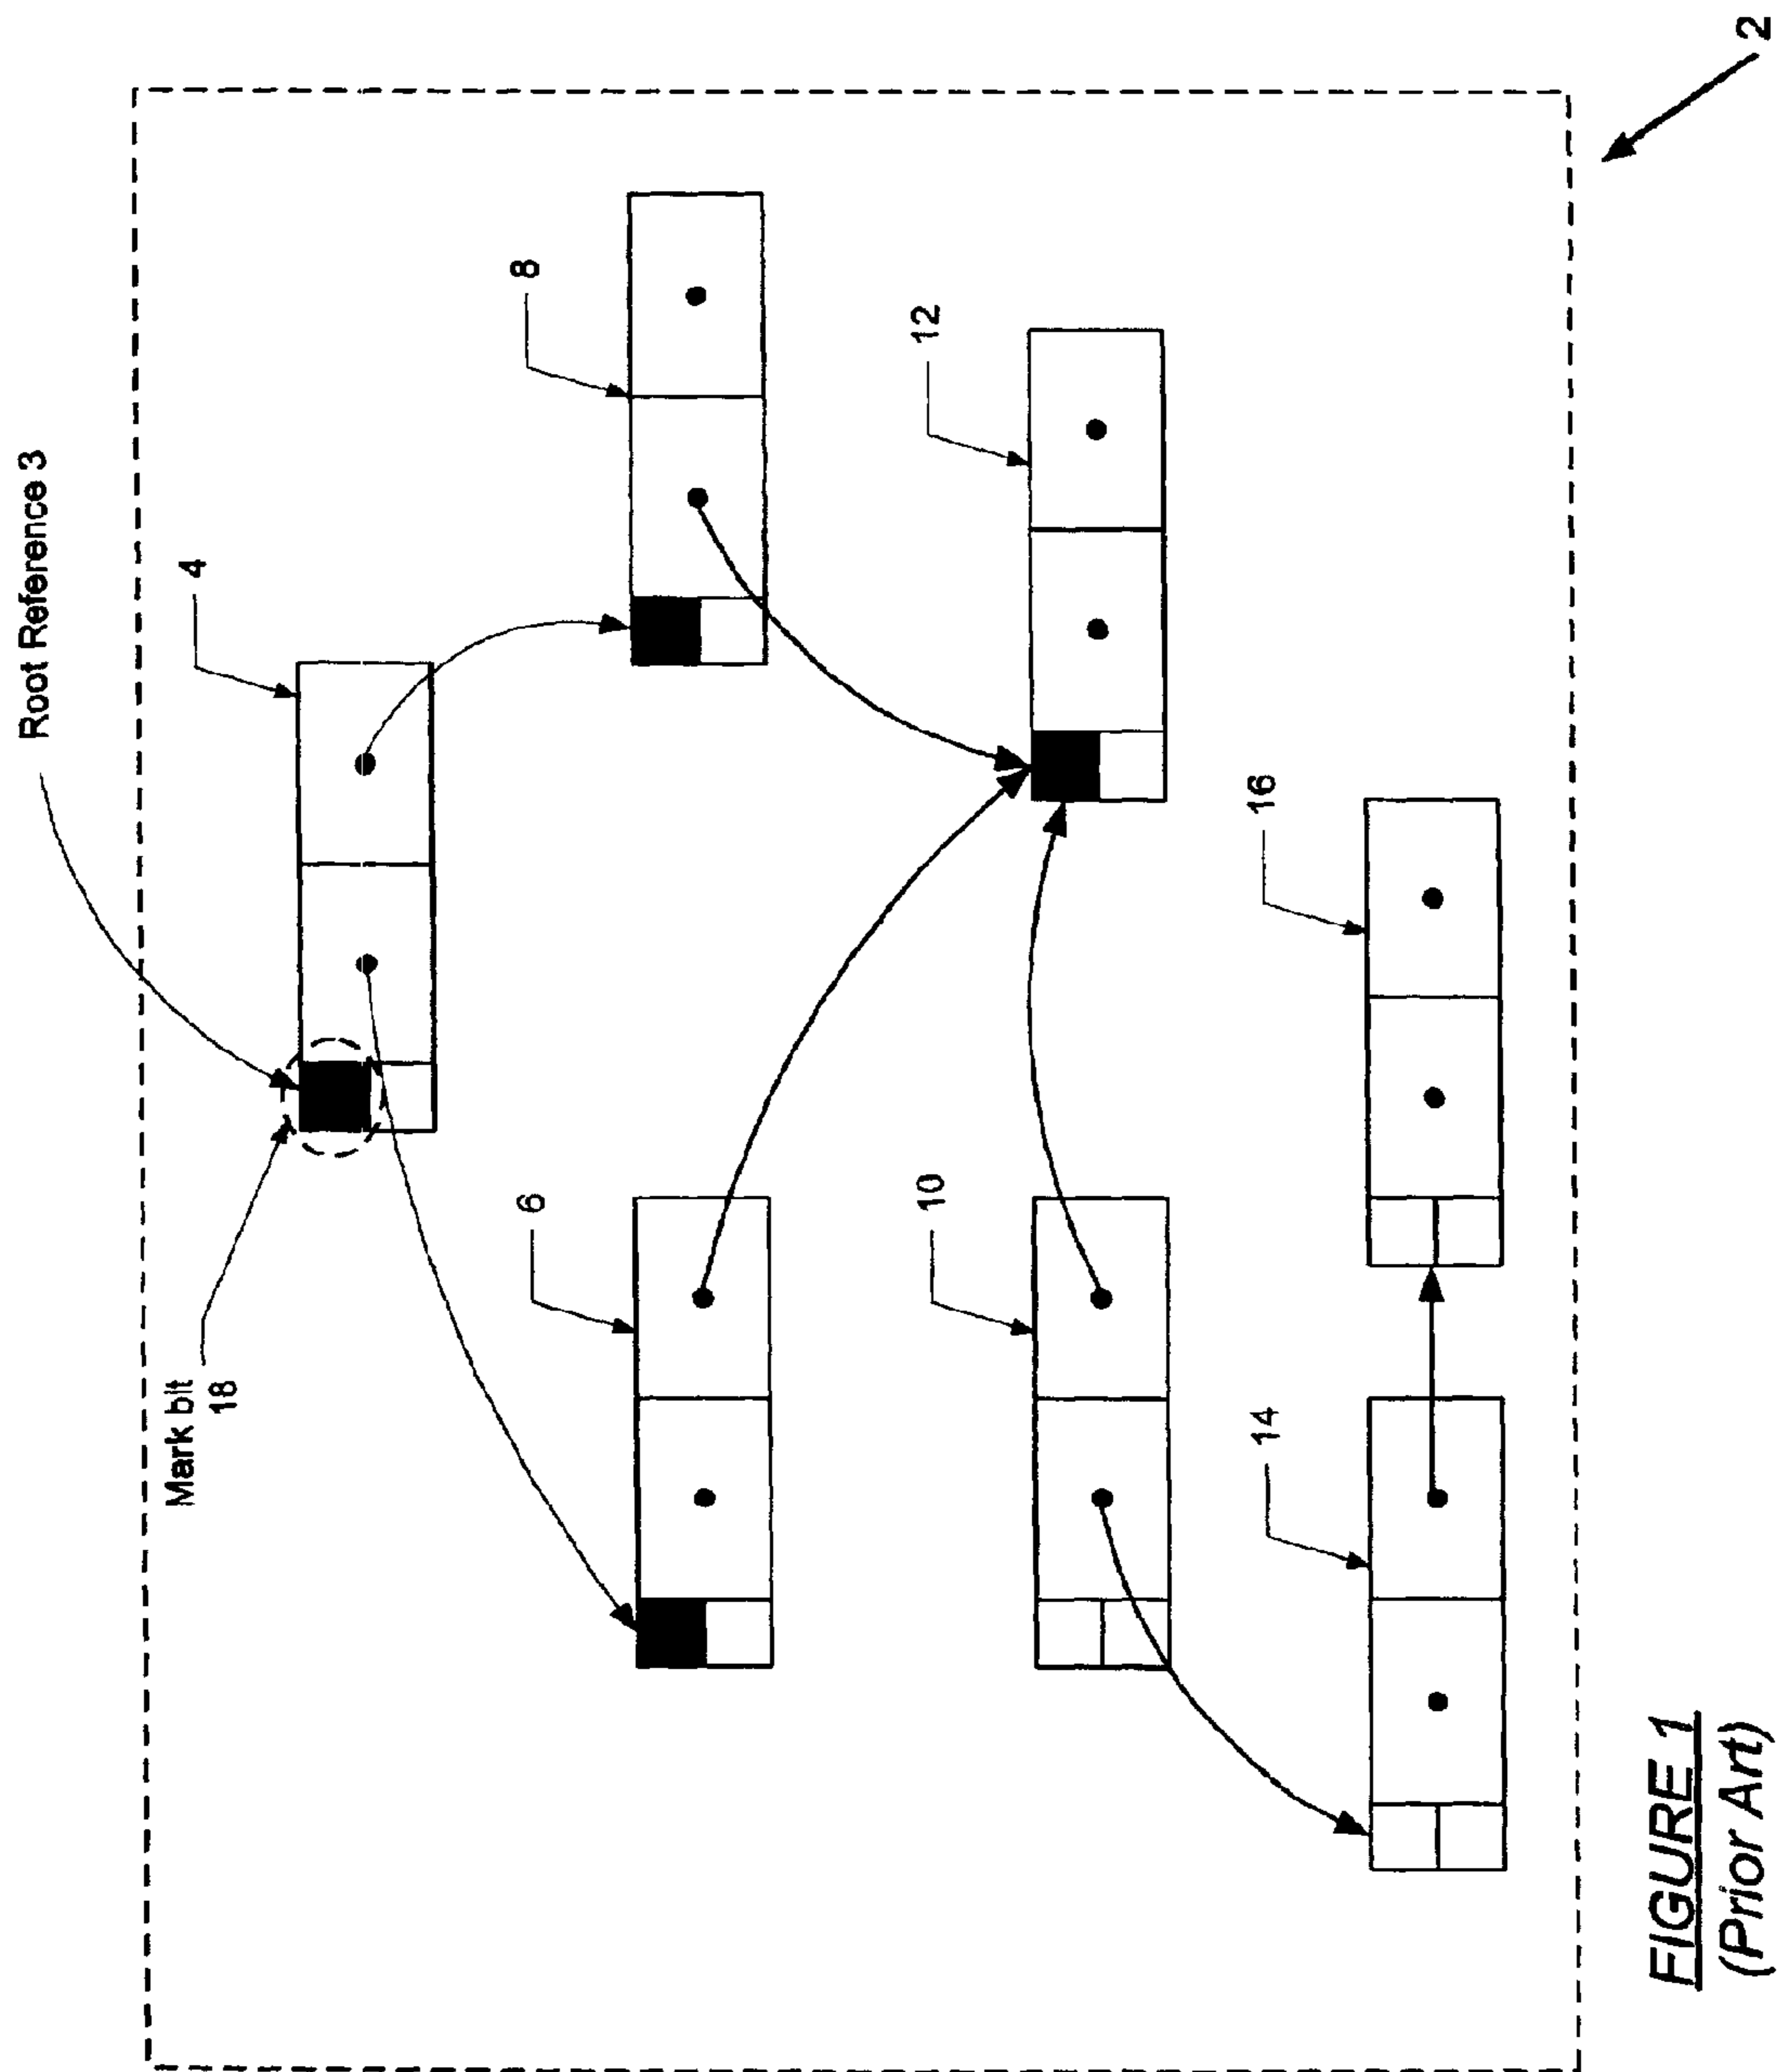 Root Reference 3
Mark bit
18
4
6
8
10
12
14
16
2
FIGURE 1
(Prior Art)